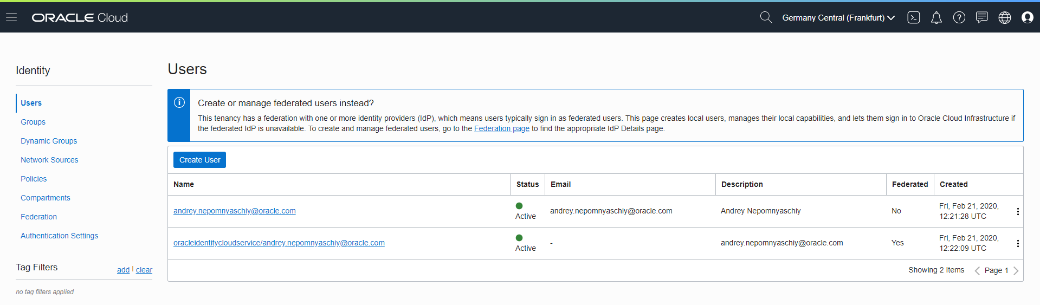 ORACLE Cloud
Germany Central (Frankfurt)
Identity
Users
Groups
Dynamic Groups
Network Sources
Policies
Compartments
Federation
Authentication Settings
Tag Filters add | clear
no tag filters applied
Users
Create or manage federated users instead?
This tenancy has a federation with one or more identity providers (IdP), which means users typically sign in as federated users. This page creates local users, manages their local capabilities, and lets them sign in to Oracle Cloud Infrastructure if
the federated IdP is unavailable. To create and manage federated users, go to the Federation page to find the appropriate IdP Details page.
Create User
Name Status Email Description Federated Created
andrey.nepomnyaschiy@oracle.com Active andrey.nepomnyaschiy@oracle.com Andrey Nepomnyaschiy No Fri, Feb 21, 2020,
12:21:28 UTC
oracleidentitycloudservice/andrey.nepomnyaschiy@oracle.com Active - andrey.nepomnyaschiy@oracle.com Yes Fri, Feb 21, 2020,
12:22:09 UTC
Showing 2 Items < Page 1 >